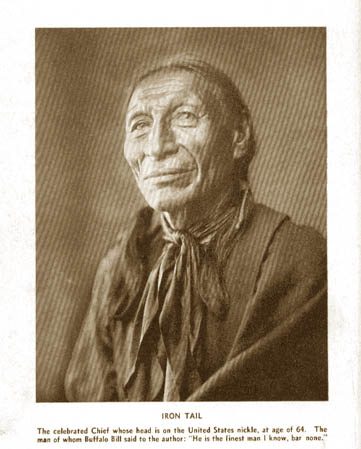 IRON TAIL
The celebrated Chief whose head is on the United States nickle, at age of 64. The
man of whom Buffalo Bill said to the author: "He is the finest man I know, bar none."